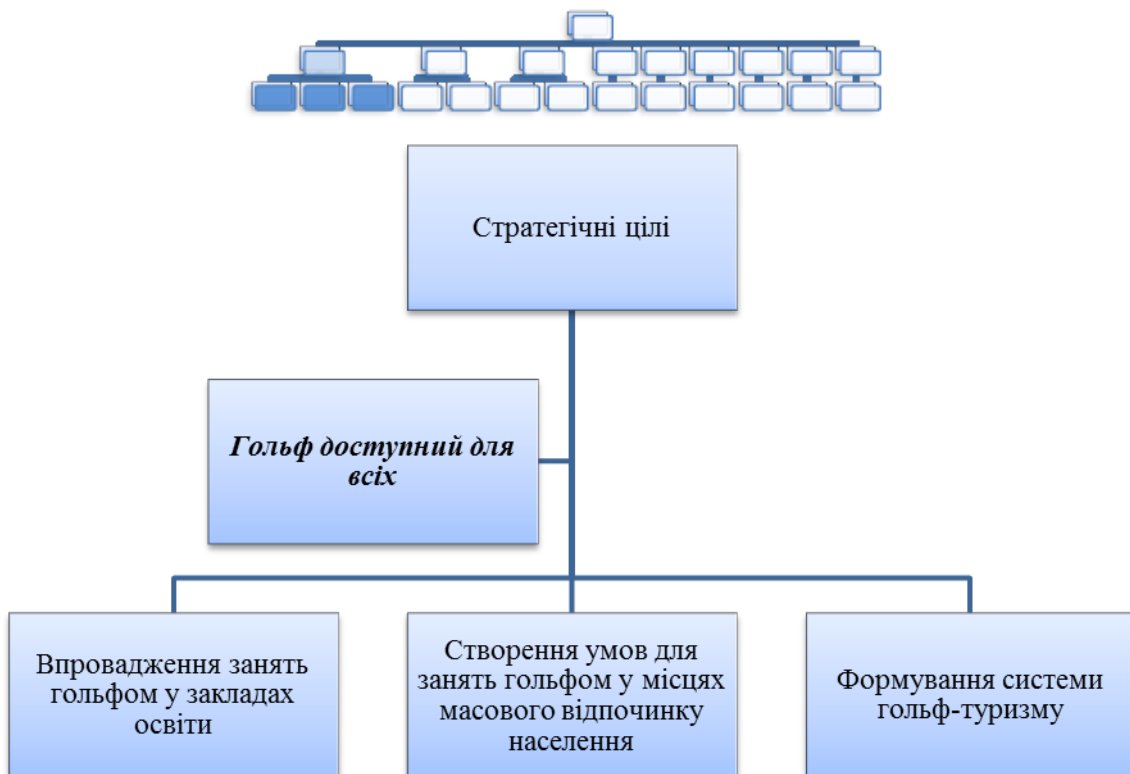 Стратегічні цілі
Гольф доступний для
всіх
Впровадження занять
гольфом у закладах
освіти
Створення умов для
занять гольфом у місцях
масового відпочинку
населення
Формування системи
гольф-туризму